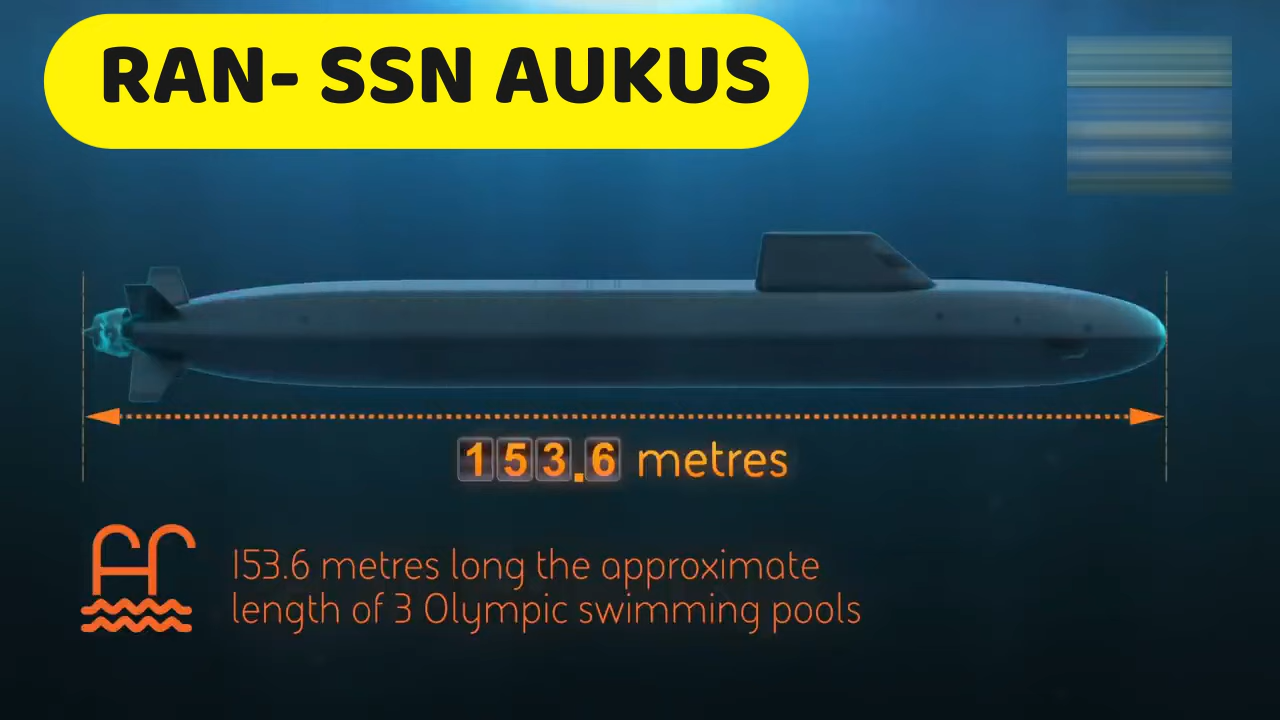 RAN- SSN AUKUS
153.6 metres
153.6 metres long the approximate
length of 3 Olympic swimming pools